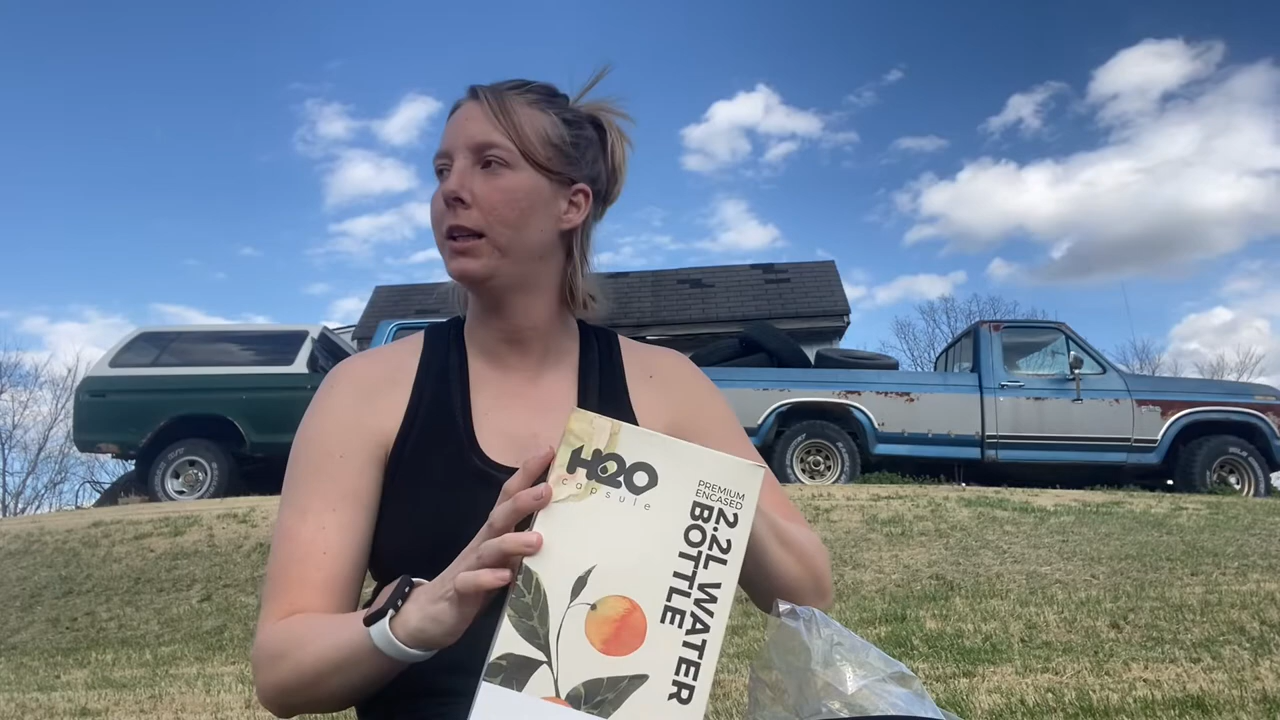 H2O
capsule
PREMIUM
ENCASED
2.2L WATER
BOTTLE